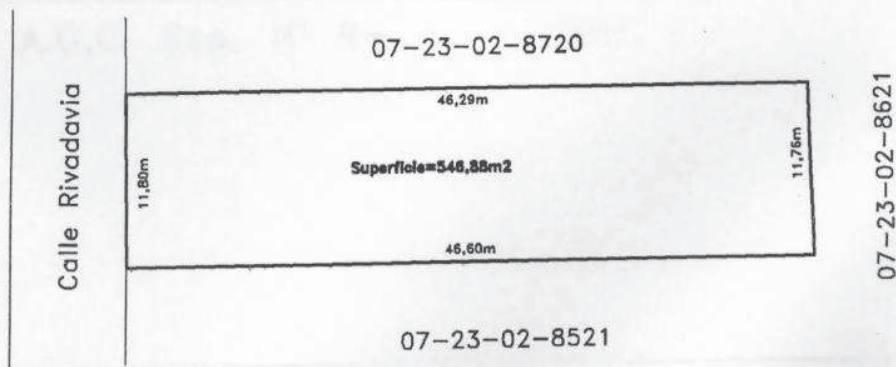 07-23-02-8720
Calle Rivadavia
46,29m
11,80m
Superficie=546,88m2
11,76m
07-23-02-8621
46,60m
07-23-02-8521